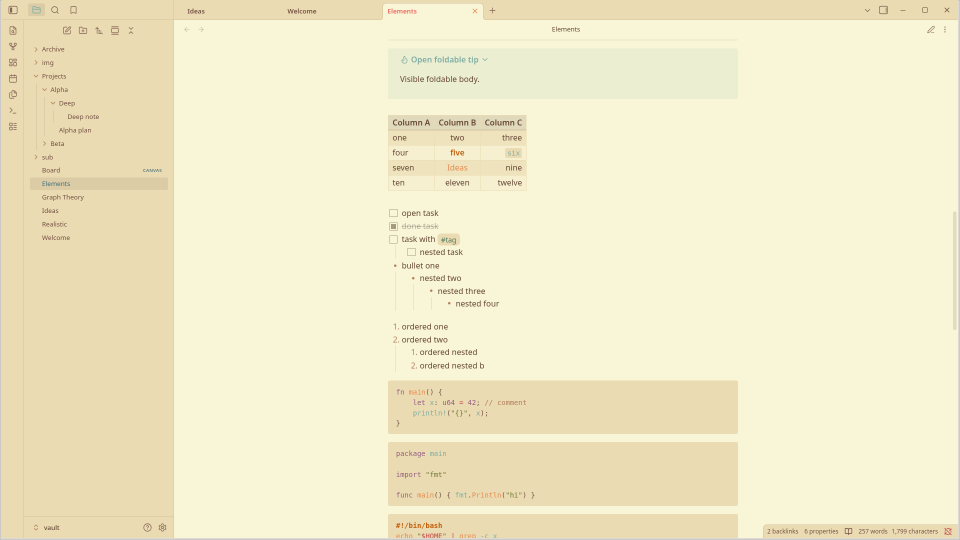 Ideas
Welcome
Elements
Elements
Archive
img
Projects
Alpha
Deep
Deep note
Alpha plan
Beta
sub
Board CANVAS
Elements
Graph Theory
Ideas
Realistic
Welcome
vault
Open foldable tip
Visible foldable body.
Column A Column B Column C
one two three
four five six
seven Ideas nine
ten eleven twelve
open task
done task
task with #tag
nested task
• bullet one
• nested two
• nested three
• nested four
1. ordered one
2. ordered two
1. ordered nested
2. ordered nested b
fn main() {
let x: u64 = 42; // comment
println!("{}", x);
}
package main
import "fmt"
func main() { fmt.Println("hi") }
#!/bin/bash
echo "$HOME" | grep -c x
2 backlinks 6 properties 257 words 1,799 characters